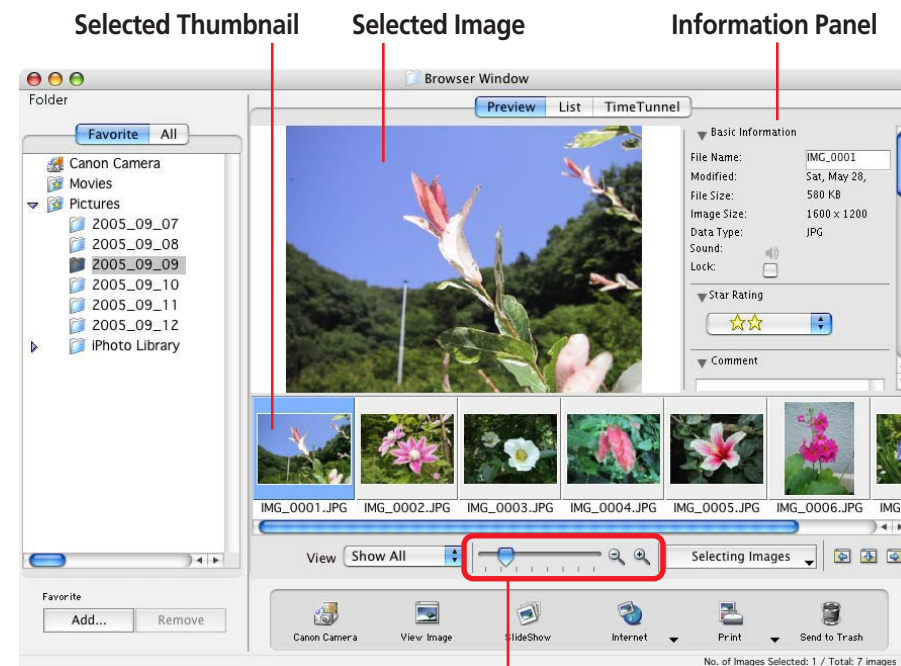 Selected Thumbnail Selected Image Information Panel
Browser Window
Folder
Preview List TimeTunnel
Favorite All
Canon Camera
Movies
Pictures
2005_09_07
2005_09_08
2005_09_09
2005_09_10
2005_09_11
2005_09_12
iPhoto Library
Basic Information
File Name: IMG_0001
Modified: Sat, May 28,
File Size: 580 KB
Image Size: 1600 x 1200
Data Type: JPG
Sound:
Lock:
Star Rating
Comment
IMG_0001.JPG IMG_0002.JPG IMG_0003.JPG IMG_0004.JPG IMG_0005.JPG IMG_0006.JPG IMG
View Show All Selecting Images
Favorite
Add... Remove
Canon Camera View Image SlideShow Internet Print Send to Trash
No. of Images Selected: 1 / Total: 7 images